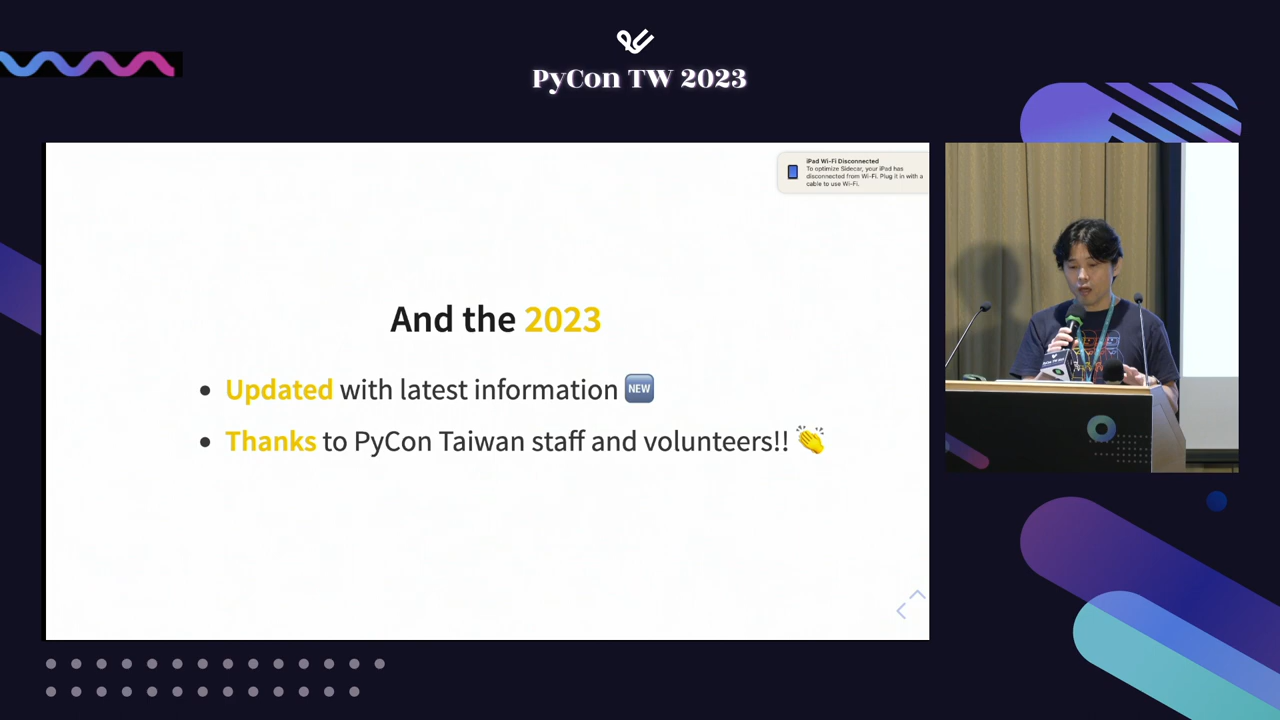 PyCon TW 2023
iPad Wi-Fi Disconnected
To optimize Sidecar, your iPad has
disconnected from Wi-Fi. Plug it in with a
cable to use Wi-Fi.
And the 2023
Updated with latest information NEW
Thanks to PyCon Taiwan staff and volunteers!! 👏